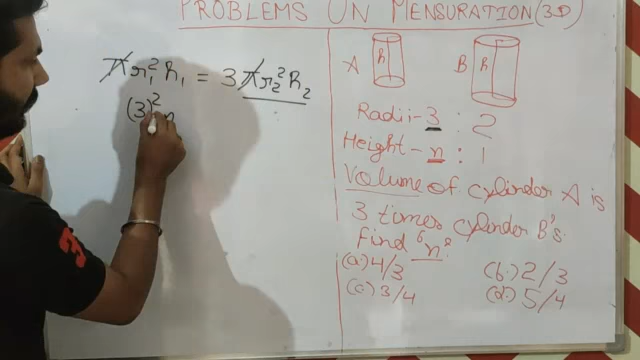 PROBLEMS ON MENSURATION (3D)
πr₁²h₁ = 3πr₂²h₂
(3)² n
A h B h
Radii - 3 : 2
Height - n : 1
Volume of cylinder A is
3 times cylinder B's.
find 'n'?
(a.) 4/3 (b.) 2/3
(c) 3/4 (d.) 5/4